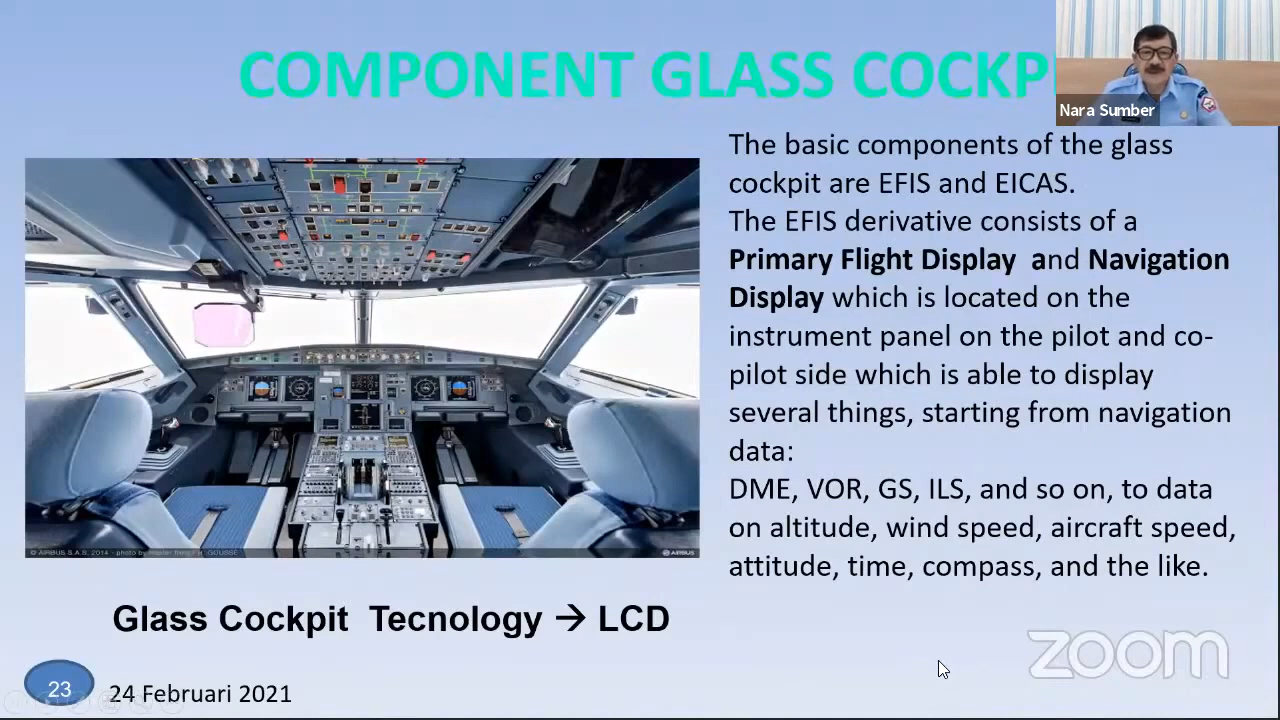 COMPONENT GLASS COCKP
Nara Sumber
The basic components of the glass
cockpit are EFIS and EICAS.
The EFIS derivative consists of a
Primary Flight Display and Navigation
Display which is located on the
instrument panel on the pilot and co-
pilot side which is able to display
several things, starting from navigation
data:
DME, VOR, GS, ILS, and so on, to data
on altitude, wind speed, aircraft speed,
attitude, time, compass, and the like.
AIRBUS
Glass Cockpit Tecnology → LCD
zoom
23
24 Februari 2021